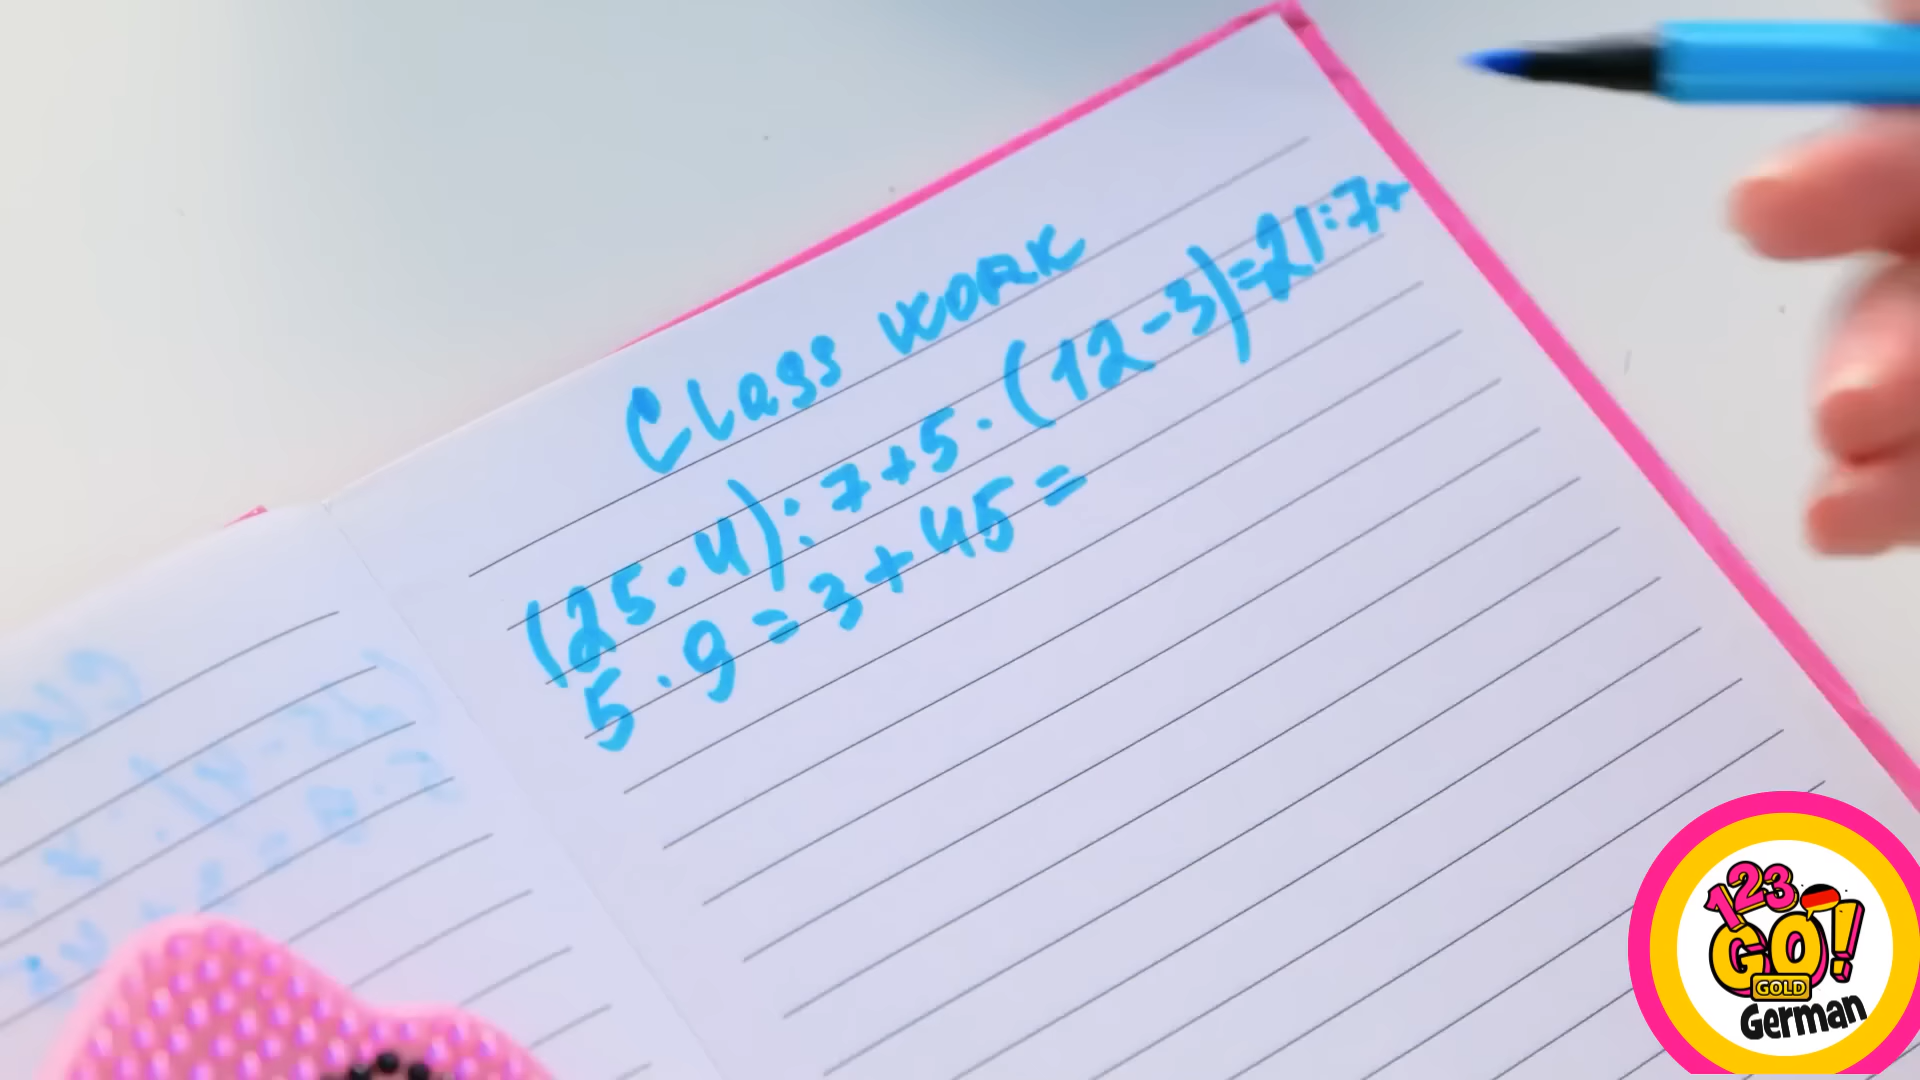 Class work
(25·4):7+5·(12-3)=21:7+
5·9=3+45=
123
GO!
GOLD
German